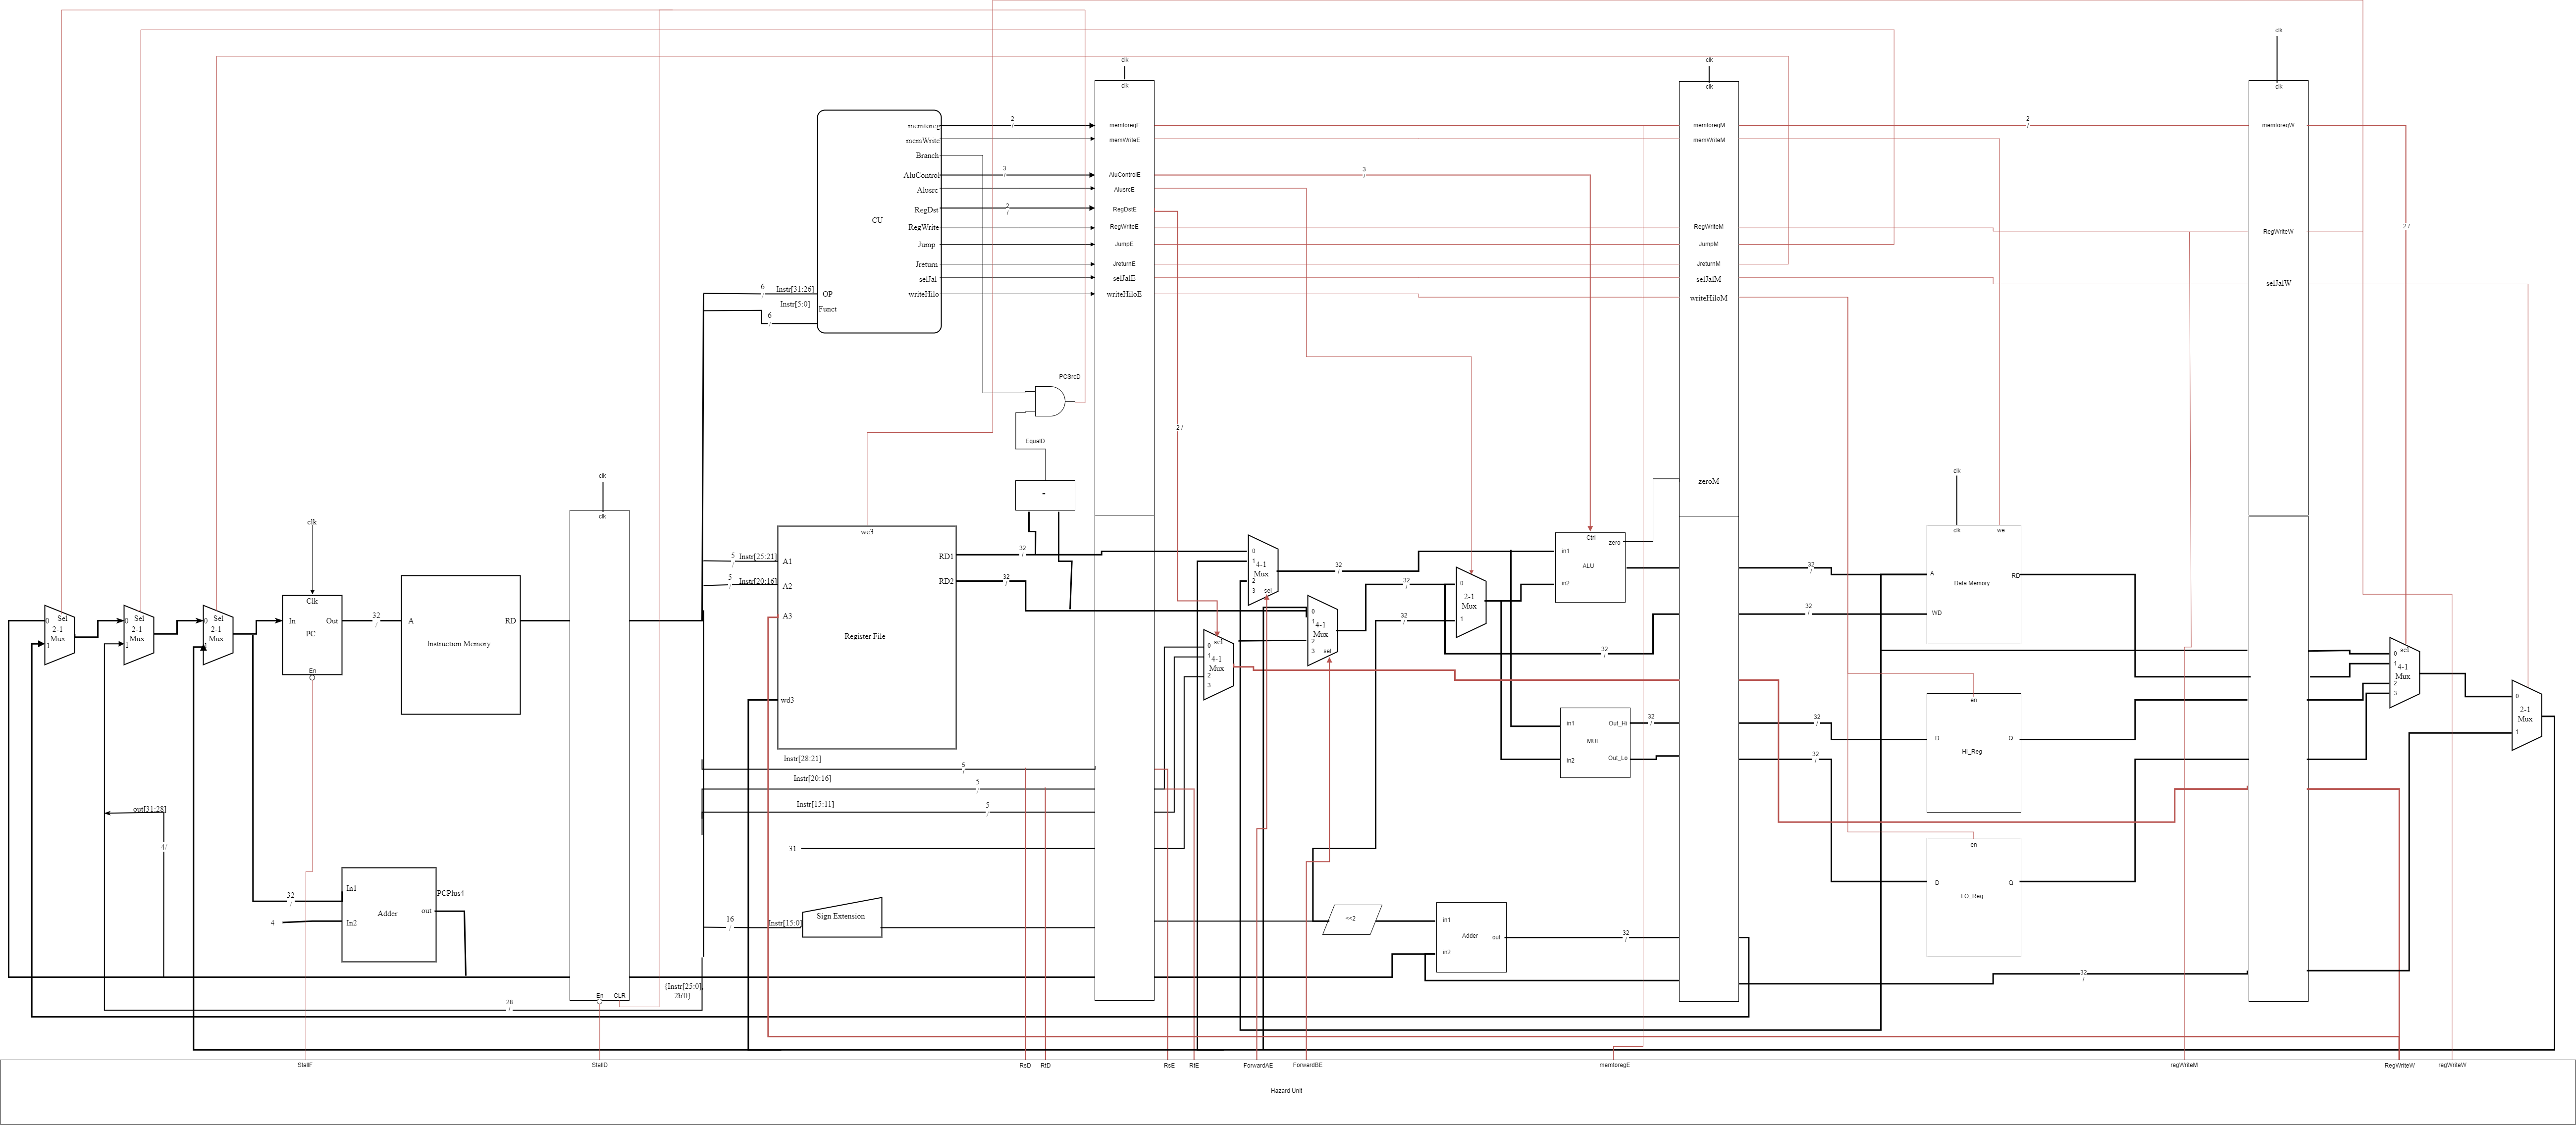 clk
clk
clk
clk
clk
clk
memtoreg
memWrite
Branch
AluControl
Alusrc
RegDst
RegWrite
Jump
Jreturn
selJal
writeHilo
CU
OP
Funct
2
/
3
/
2
/
6
/
Instr[31:26]
Instr[5:0]
6
/
memtoregE
memWriteE
AluControlE
AlusrcE
RegDstE
RegWriteE
JumpE
JreturnE
selJalE
writeHiloE
3
/
2 /
memtoregM
memWriteM
RegWriteM
JumpM
JreturnM
selJalM
writeHiloM
zeroM
2
/
memtoregW
RegWriteW
selJalW
2 /
PCSrcD
EqualD
=
clk
clk
clk
Sel
0
2-1
Mux
1
Sel
0
2-1
Mux
1
Sel
0
2-1
Mux
1
clk
Clk
In
Out
PC
En
32
/
A
RD
Instruction Memory
we3
5
/
Instr[25:21]
A1
5
/
Instr[20:16]
A2
A3
wd3
RD1
RD2
Register File
32
/
32
/
0
1
2
3
4-1
Mux
sel
0
1
2
3
4-1
Mux
sel
sel
0
1
2
3
4-1
Mux
32
/
32
/
32
/
0
2-1
Mux
1
Ctrl
zero
in1
ALU
in2
32
/
in1
MUL
in2
Out_Hi
Out_Lo
32
/
32
/
32
/
32
/
32
/
clk
clk
we
A
RD
Data Memory
WD
en
D
Q
HI_Reg
en
D
Q
LO_Reg
sel
0
1
2
3
4-1
Mux
0
2-1
Mux
1
Instr[28:21]
5
/
Instr[20:16]
5
/
Instr[15:11]
5
/
31
out[31:28]
4/
In1
In2
out
Adder
PCPlus4
32
/
4
16
/
Instr[15:0]
Sign Extension
<<2
in1
in2
out
Adder
32
/
32
/
{Instr[25:0],
2b'0}
28
/
En
CLR
StallF
StallD
RsD
RtD
RsE
RtE
ForwardAE
ForwardBE
memtoregE
regWriteM
RegWriteW
regWriteW
Hazard Unit